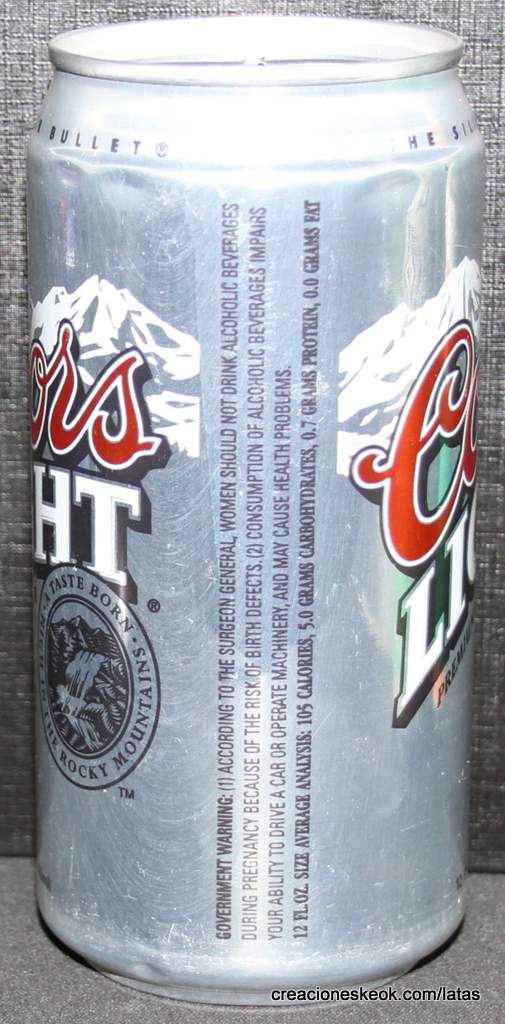 BULLET®
THE SIL
ors
HT
A TASTE BORN
THE ROCKY MOUNTAINS
®
TM
GOVERNMENT WARNING: (1) ACCORDING TO THE SURGEON GENERAL, WOMEN SHOULD NOT DRINK ALCOHOLIC BEVERAGES
DURING PREGNANCY BECAUSE OF THE RISK OF BIRTH DEFECTS. (2) CONSUMPTION OF ALCOHOLIC BEVERAGES IMPAIRS
YOUR ABILITY TO DRIVE A CAR OR OPERATE MACHINERY, AND MAY CAUSE HEALTH PROBLEMS.
12 FL.OZ. SIZE AVERAGE ANALYSIS: 105 CALORIES, 5.0 GRAMS CARBOHYDRATES, 0.7 GRAMS PROTEIN, 0.0 GRAMS FAT
Co
LIG
PREM
creacioneskeok.com/latas